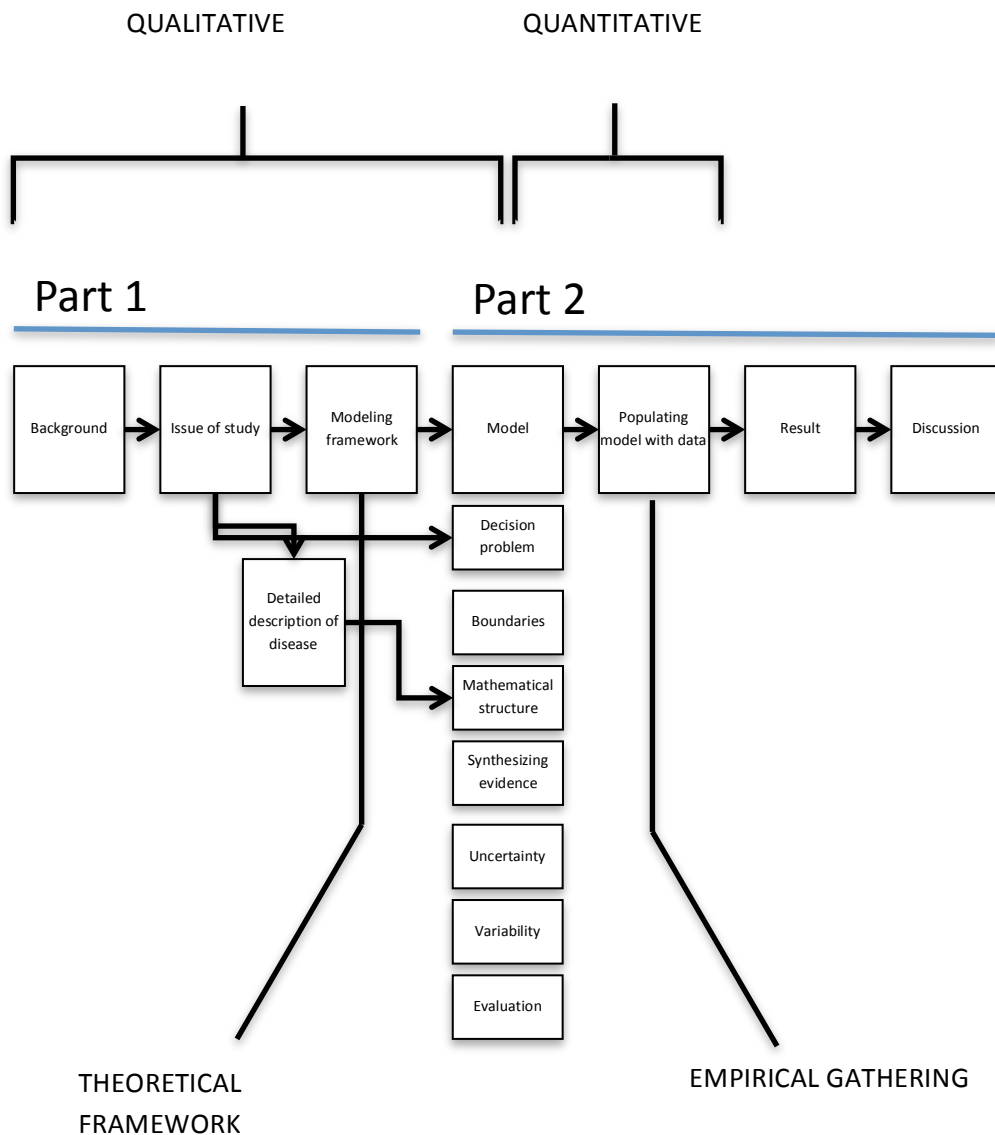 QUALITATIVE
QUANTITATIVE
Part 1
Part 2
Background
Issue of study
Modeling
framework
Model
Populating
model with data
Result
Discussion
Decision
problem
Detailed
description of
disease
Boundaries
Mathematical
structure
Synthesizing
evidence
Uncertainty
Variability
Evaluation
THEORETICAL
FRAMEWORK
EMPIRICAL GATHERING